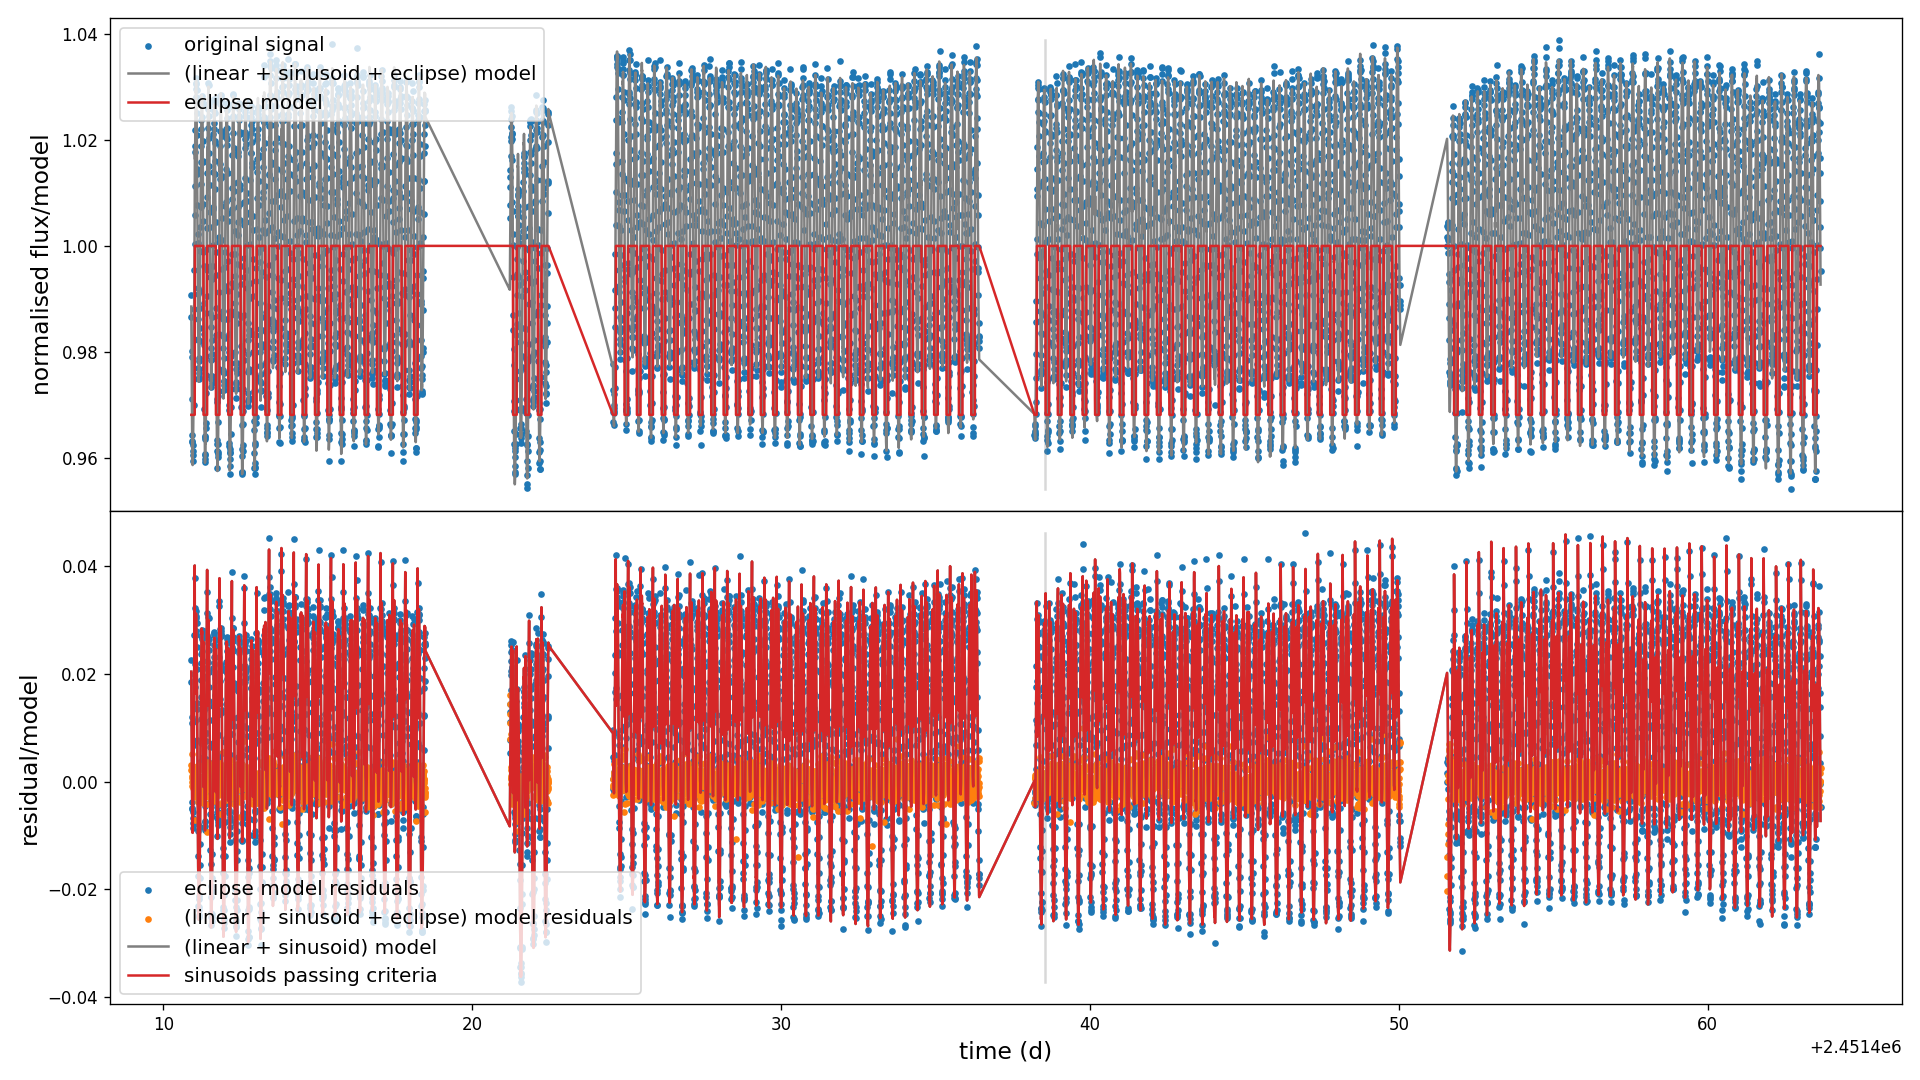 1.04
1.02
1.00
0.98
0.96
normalised flux/model
original signal
(linear + sinusoid + eclipse) model
eclipse model
0.04
0.02
0.00
−0.02
−0.04
residual/model
eclipse model residuals
(linear + sinusoid + eclipse) model residuals
(linear + sinusoid) model
sinusoids passing criteria
10
20
30
40
50
60
time (d)
+2.4514e6